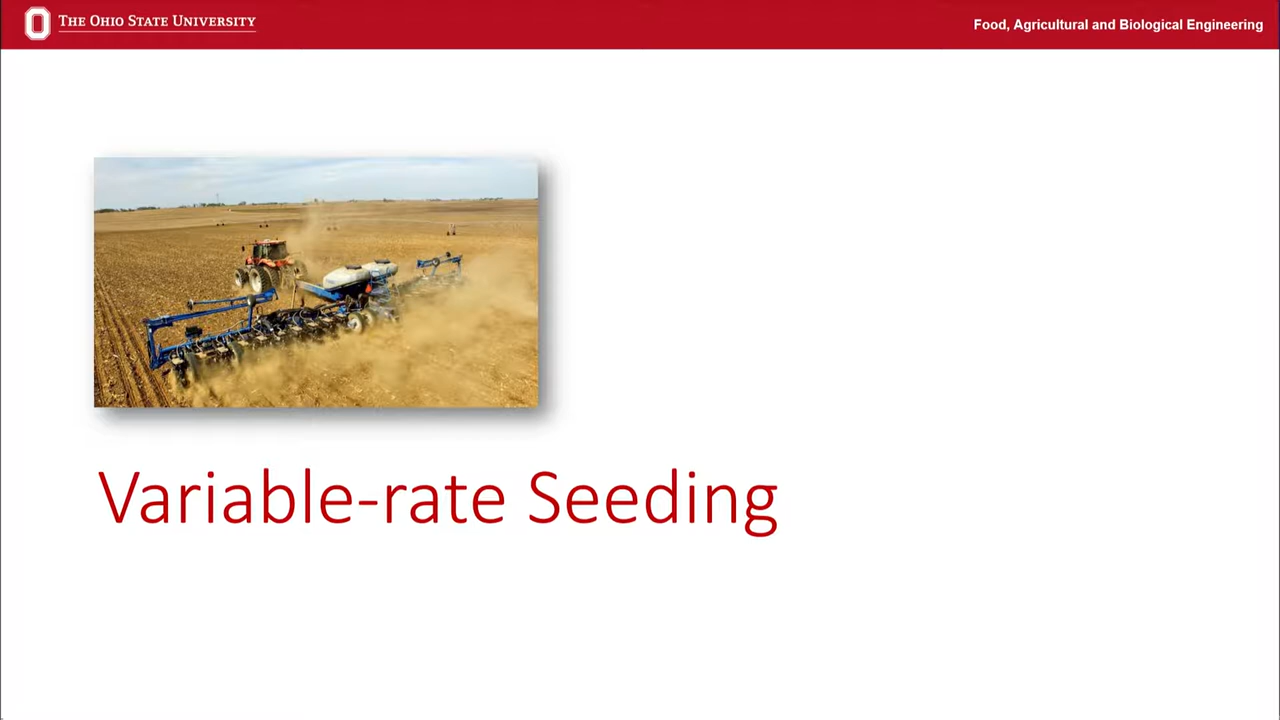 THE OHIO STATE UNIVERSITY
Food, Agricultural and Biological Engineering
Variable-rate Seeding